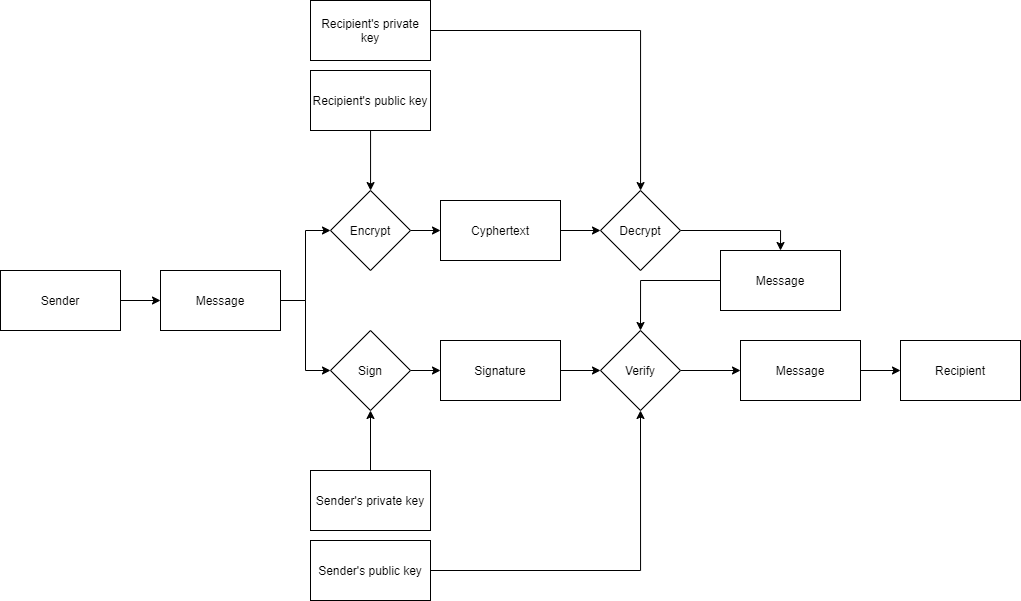 Recipient's private
key
Recipient's public key
Encrypt
Cyphertext
Decrypt
Message
Sender
Message
Sign
Signature
Verify
Message
Recipient
Sender's private key
Sender's public key